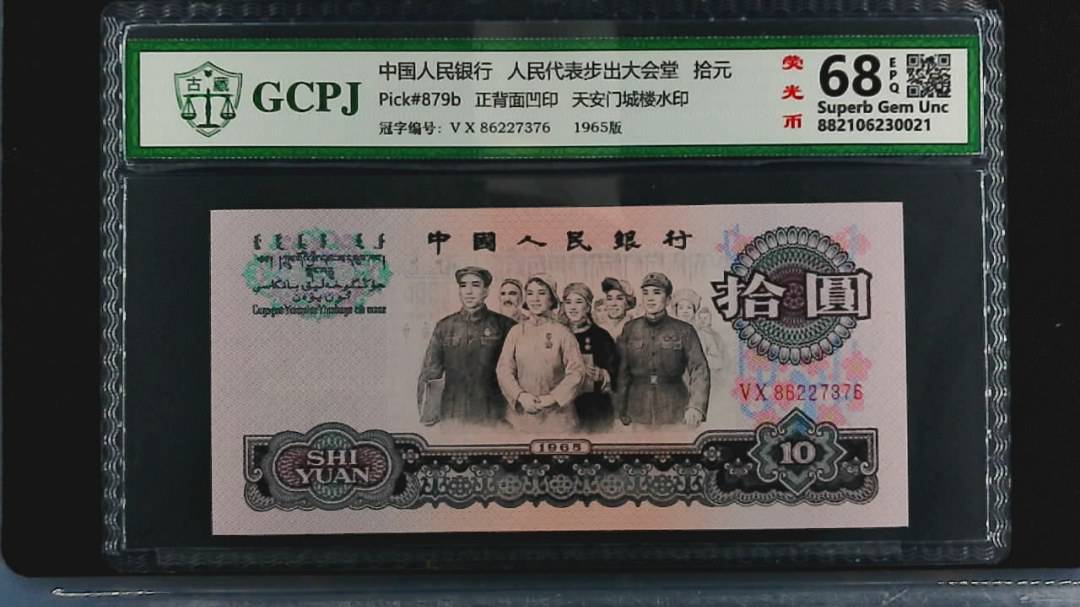 古 藏
GCPJ
中国人民银行 人民代表步出大会堂 拾元
Pick#879b 正背面凹印 天安门城楼水印
冠字编号: V X 86227376 1965版
荧光币
68 EPQ
Superb Gem Unc
882106230021
中國人民銀行
拾圓
V X 86227376
1965
SHI
YUAN
10